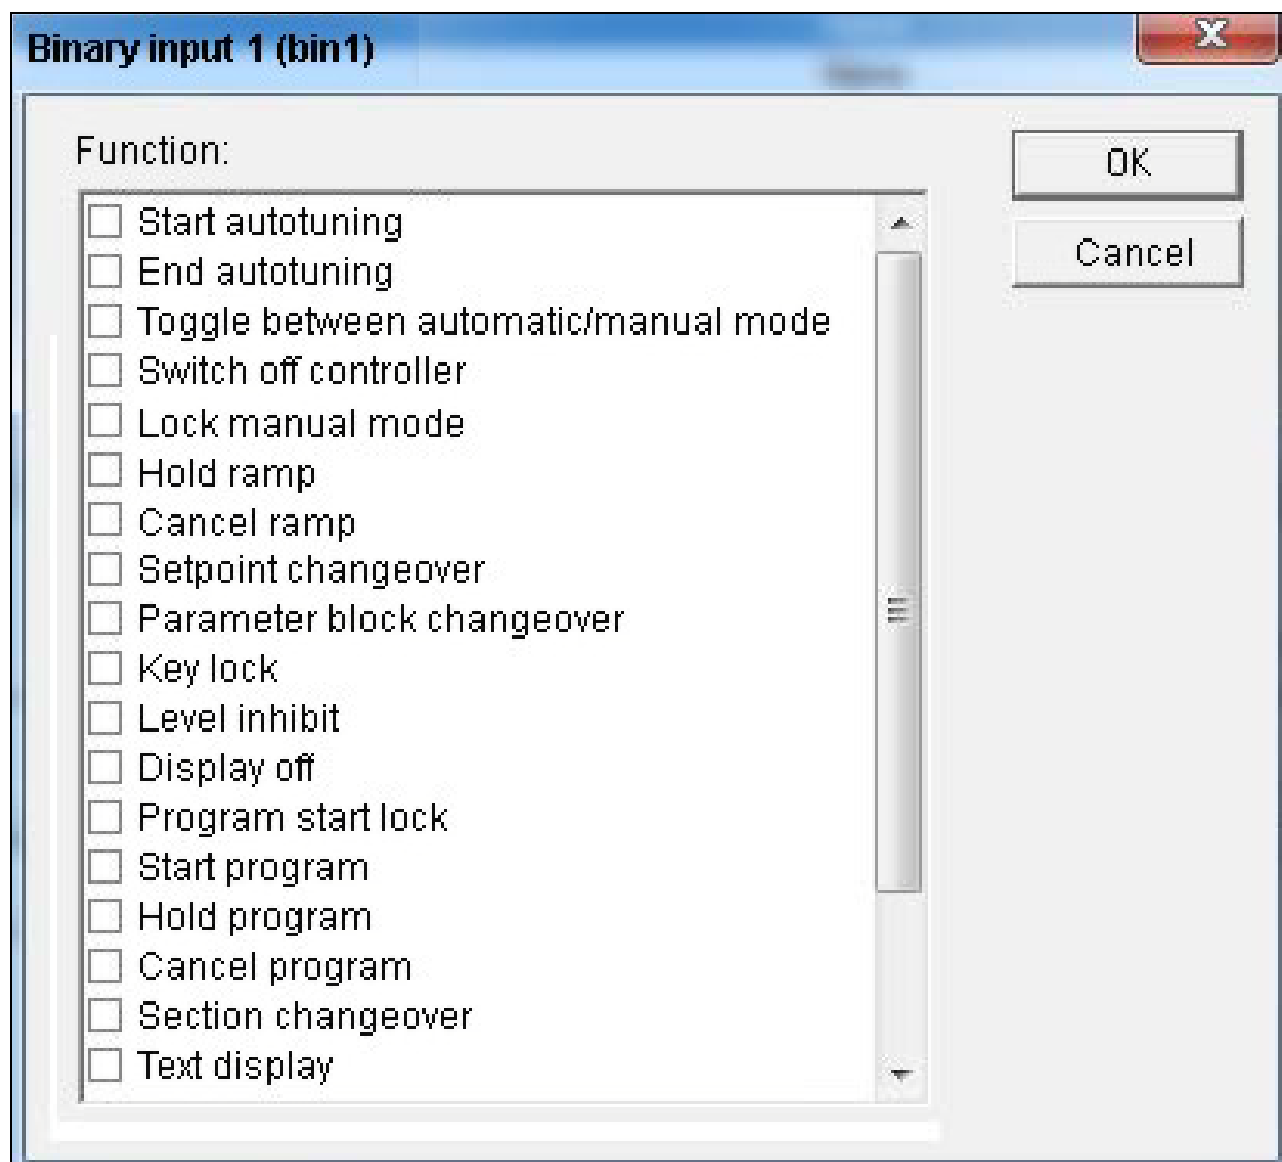 Binary input 1 (bin1)
Function:
OK
Cancel
Start autotuning
End autotuning
Toggle between automatic/manual mode
Switch off controller
Lock manual mode
Hold ramp
Cancel ramp
Setpoint changeover
Parameter block changeover
Key lock
Level inhibit
Display off
Program start lock
Start program
Hold program
Cancel program
Section changeover
Text display